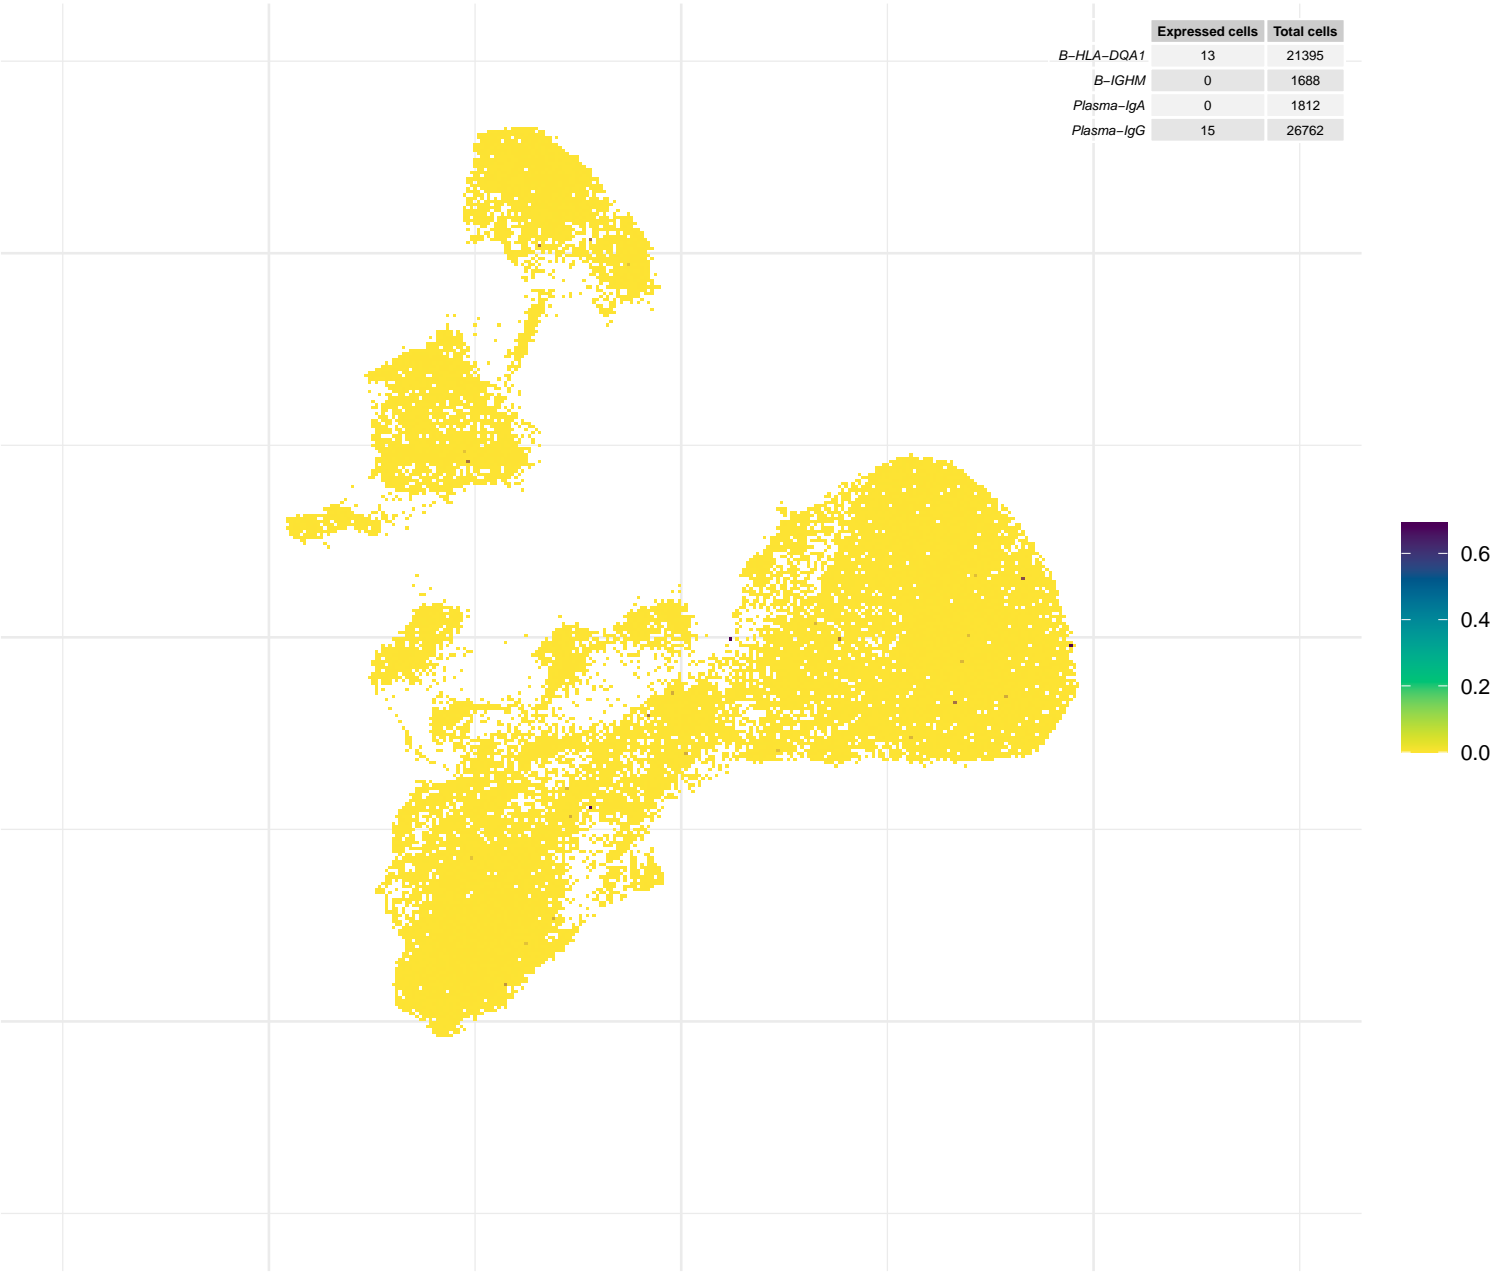 Expressed cells Total cells
B−HLA−DQA1 13 21395
B−IGHM 0 1688
Plasma−IgA 0 1812
Plasma−IgG 15 26762
0.6
0.4
0.2
0.0